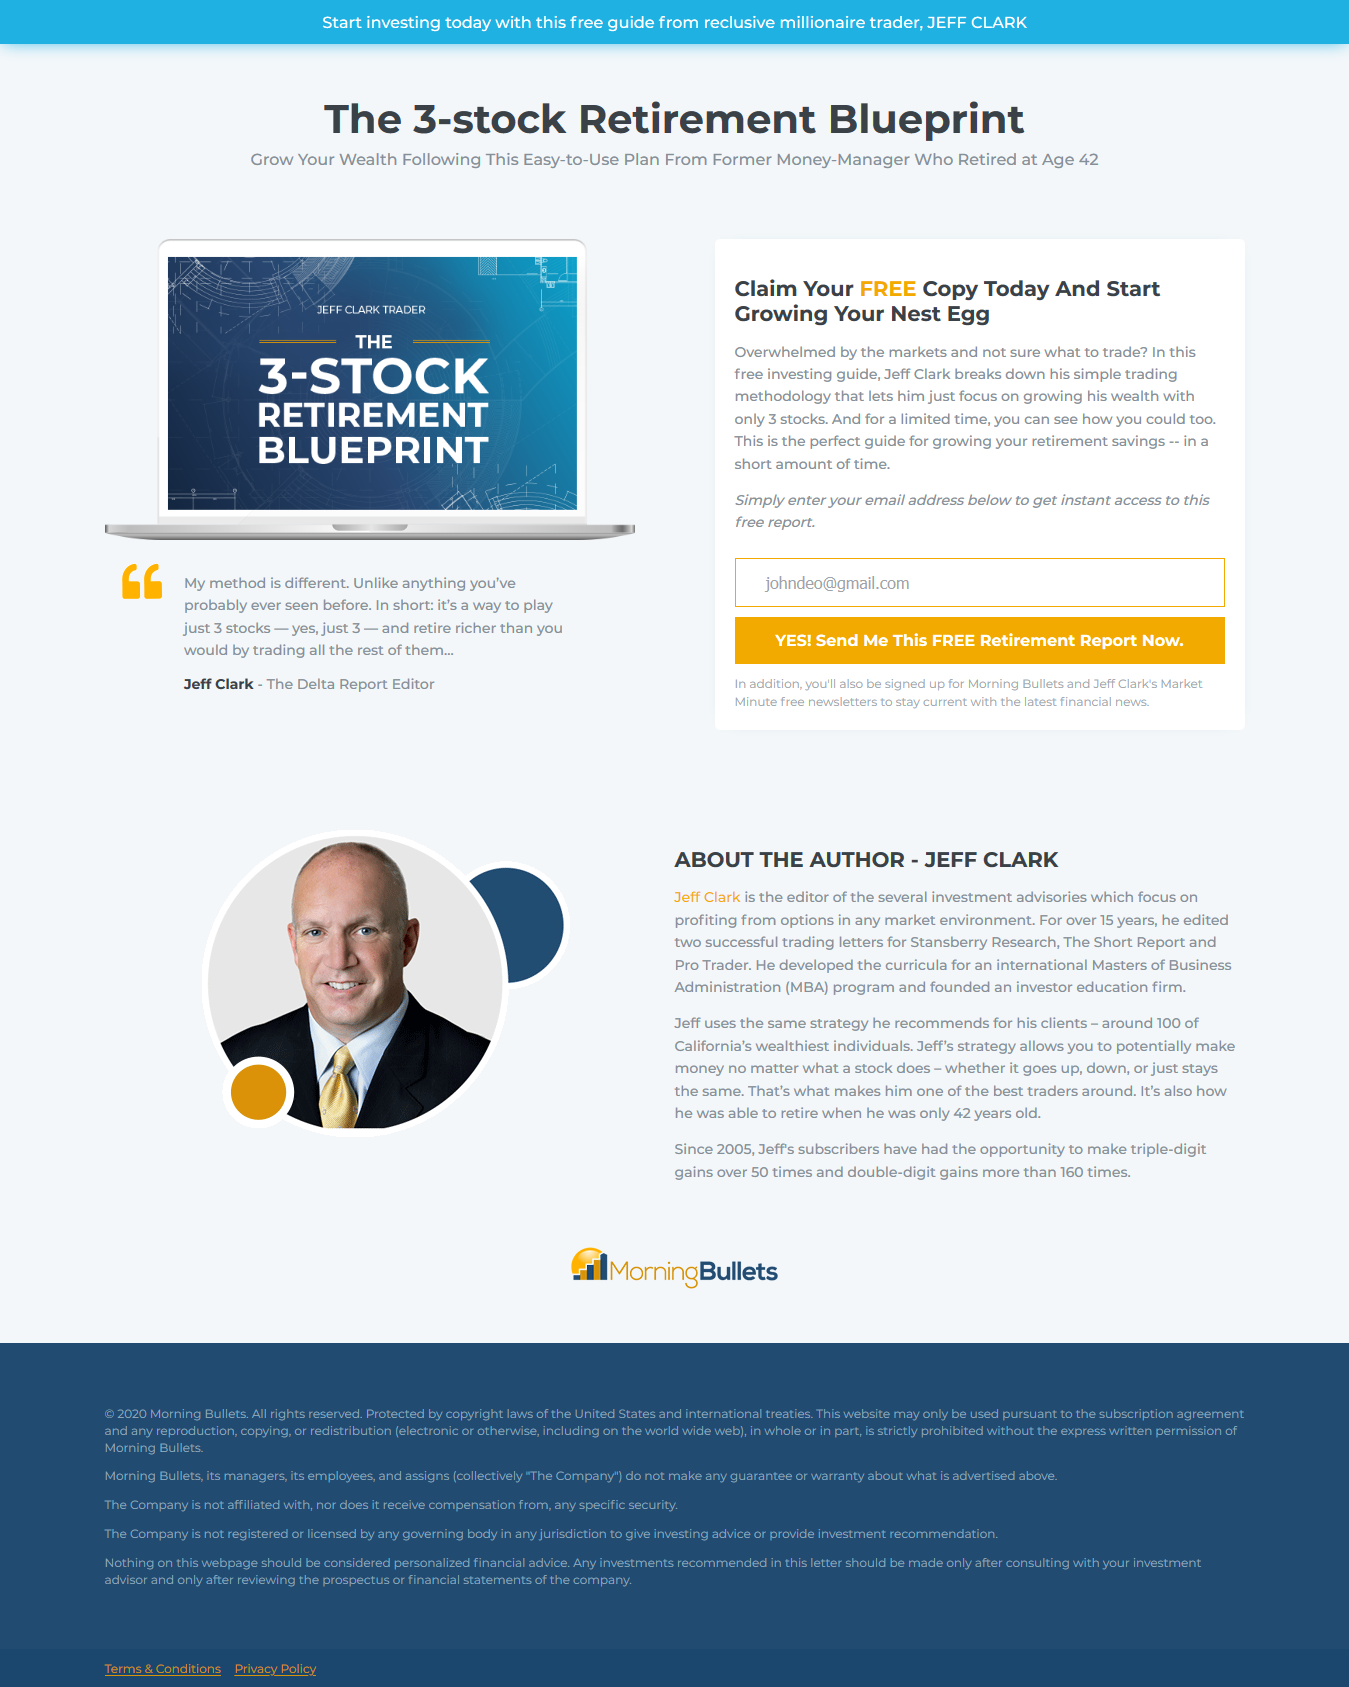 Start investing today with this free guide from reclusive millionaire trader, JEFF CLARK
The 3-stock Retirement Blueprint
Grow Your Wealth Following This Easy-to-Use Plan From Former Money-Manager Who Retired at Age 42
JEFF CLARK TRADER
THE
3-STOCK
RETIREMENT
BLUEPRINT
My method is different. Unlike anything you’ve
probably ever seen before. In short: it’s a way to play
just 3 stocks — yes, just 3 — and retire richer than you
would by trading all the rest of them...
Jeff Clark - The Delta Report Editor
Claim Your FREE Copy Today And Start
Growing Your Nest Egg
Overwhelmed by the markets and not sure what to trade? In this
free investing guide, Jeff Clark breaks down his simple trading
methodology that lets him just focus on growing his wealth with
only 3 stocks. And for a limited time, you can see how you could too.
This is the perfect guide for growing your retirement savings -- in a
short amount of time.
Simply enter your email address below to get instant access to this
free report.
johndeo@gmail.com
YES! Send Me This FREE Retirement Report Now.
In addition, you'll also be signed up for Morning Bullets and Jeff Clark's Market
Minute free newsletters to stay current with the latest financial news.
ABOUT THE AUTHOR - JEFF CLARK
Jeff Clark is the editor of the several investment advisories which focus on
profiting from options in any market environment. For over 15 years, he edited
two successful trading letters for Stansberry Research, The Short Report and
Pro Trader. He developed the curricula for an international Masters of Business
Administration (MBA) program and founded an investor education firm.
Jeff uses the same strategy he recommends for his clients – around 100 of
California’s wealthiest individuals. Jeff’s strategy allows you to potentially make
money no matter what a stock does – whether it goes up, down, or just stays
the same. That’s what makes him one of the best traders around. It’s also how
he was able to retire when he was only 42 years old.
Since 2005, Jeff's subscribers have had the opportunity to make triple-digit
gains over 50 times and double-digit gains more than 160 times.
MorningBullets
© 2020 Morning Bullets. All rights reserved. Protected by copyright laws of the United States and international treaties. This website may only be used pursuant to the subscription agreement
and any reproduction, copying, or redistribution (electronic or otherwise, including on the world wide web), in whole or in part, is strictly prohibited without the express written permission of
Morning Bullets.
Morning Bullets, its managers, its employees, and assigns (collectively "The Company") do not make any guarantee or warranty about what is advertised above.
The Company is not affiliated with, nor does it receive compensation from, any specific security.
The Company is not registered or licensed by any governing body in any jurisdiction to give investing advice or provide investment recommendation.
Nothing on this webpage should be considered personalized financial advice. Any investments recommended in this letter should be made only after consulting with your investment
advisor and only after reviewing the prospectus or financial statements of the company.
Terms & Conditions Privacy Policy